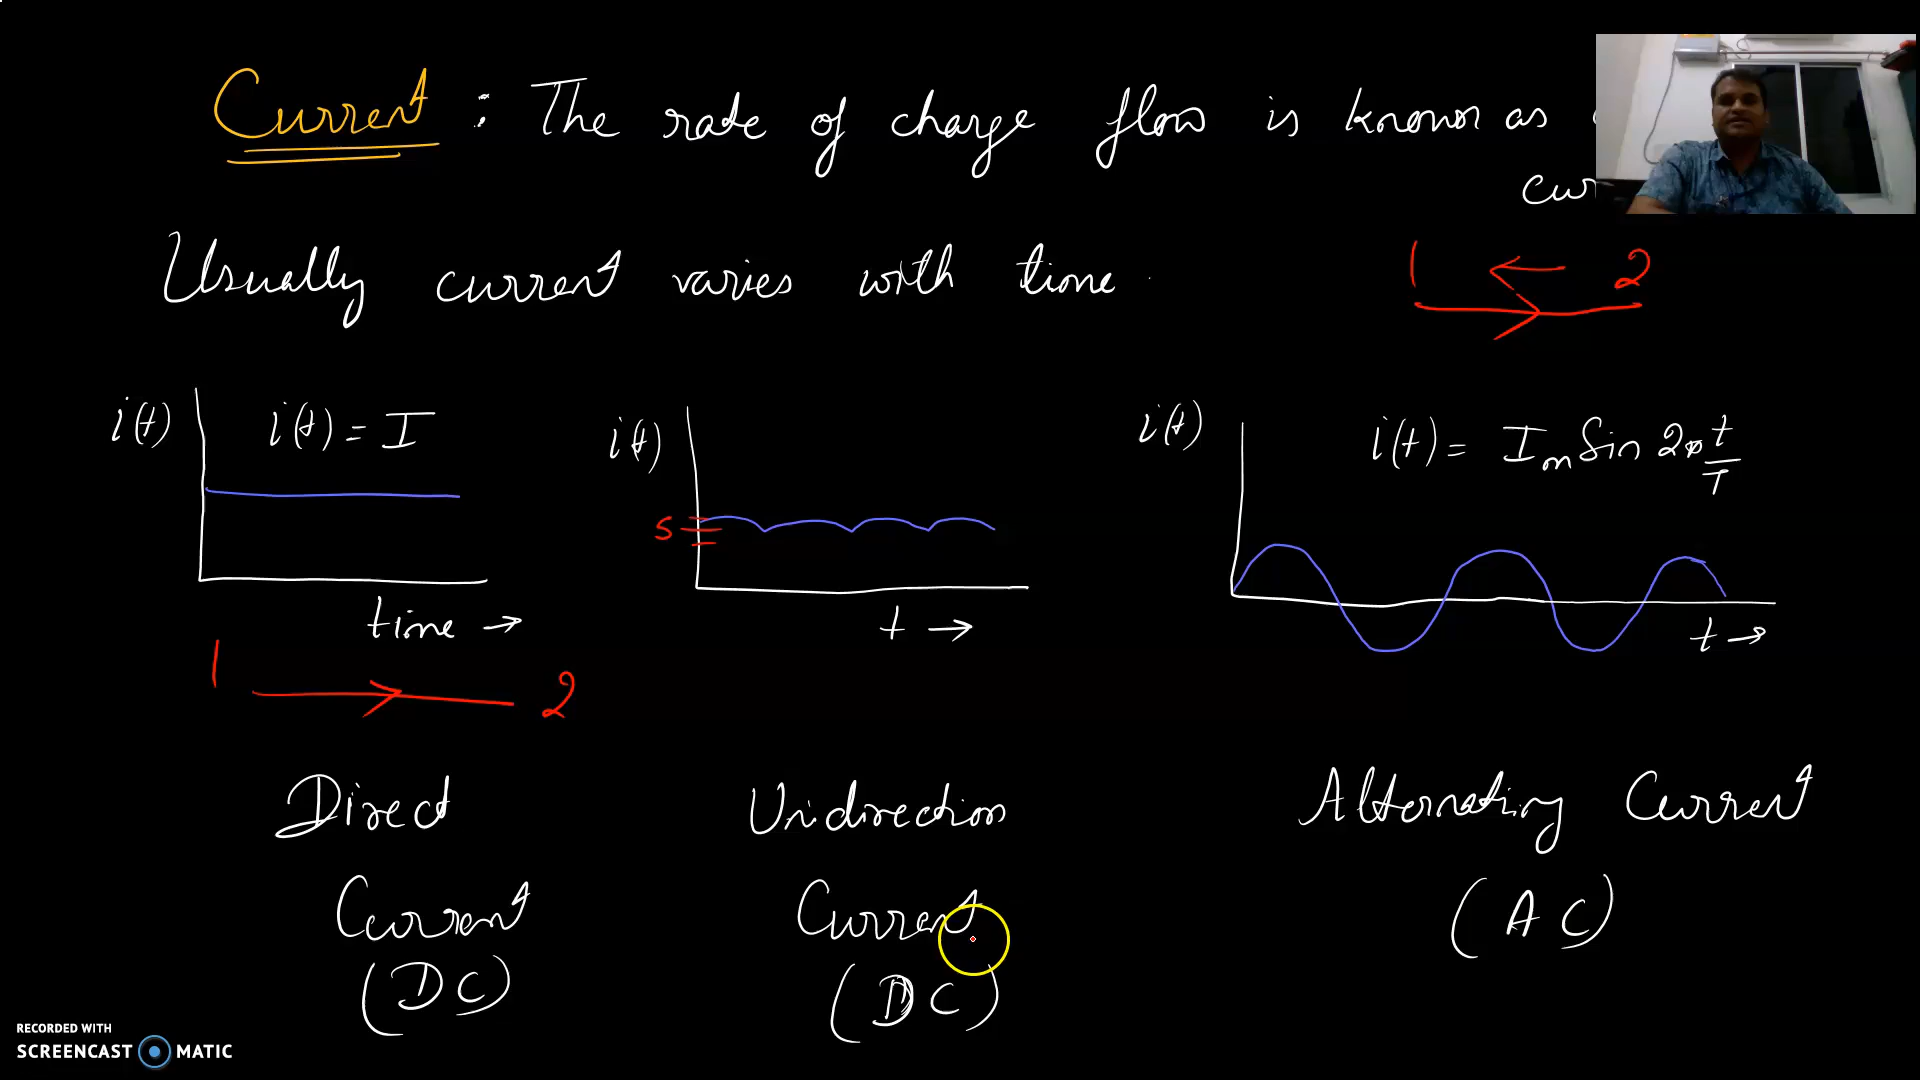 Current : The rate of charge flow is known as
cur
Usually current varies with time.
1 ← 2
i(t) i(t) = I
i(t)
i(t) i(t) = Im Sin 2π t/T
5
time →
t →
t →
1 2
Direct Current (DC)
Unidirection Current (DC)
Alternating Current (AC)
RECORDED WITH
SCREENCAST MATIC